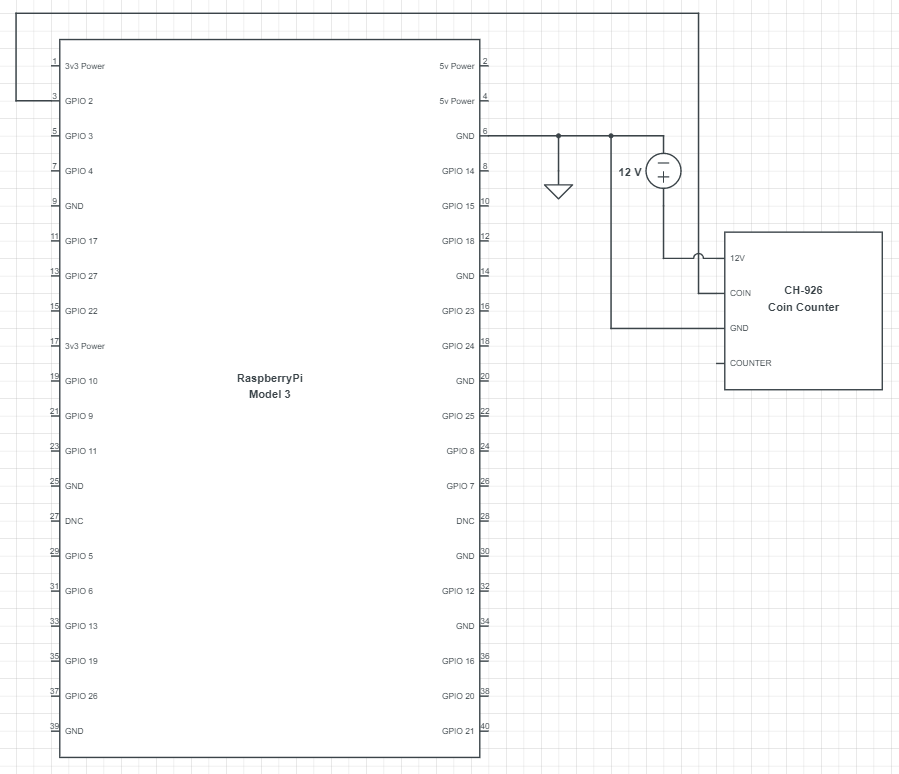 1 3v3 Power 5v Power 2
3 GPIO 2 5v Power 4
5 GPIO 3 GND 6
7 GPIO 4 GPIO 14 8
12 V
9 GND GPIO 15 10
11 GPIO 17 GPIO 18 12
12V
13 GPIO 27 GND 14
COIN
CH-926
Coin Counter
15 GPIO 22 GPIO 23 16
GND
17 3v3 Power GPIO 24 18
COUNTER
19 GPIO 10 GND 20
RaspberryPi
Model 3
21 GPIO 9 GPIO 25 22
23 GPIO 11 GPIO 8 24
25 GND GPIO 7 26
27 DNC DNC 28
29 GPIO 5 GND 30
31 GPIO 6 GPIO 12 32
33 GPIO 13 GND 34
35 GPIO 19 GPIO 16 36
37 GPIO 26 GPIO 20 38
39 GND GPIO 21 40